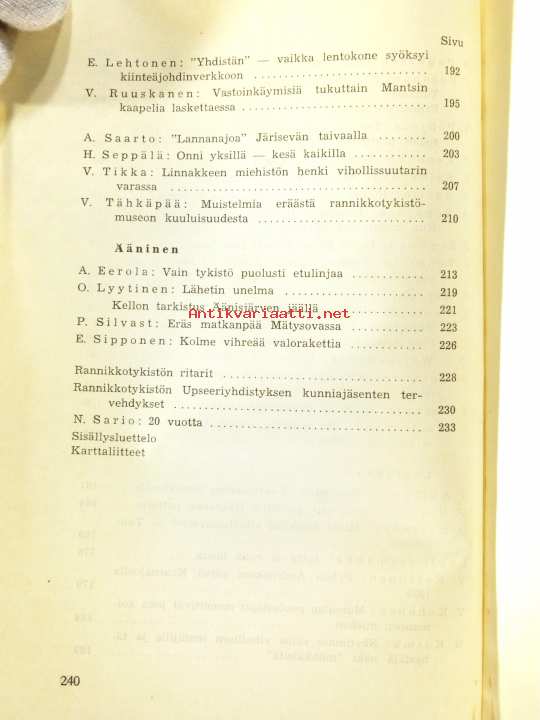 Sivu
E. Lehtonen: "Yhdistän" — vaikka lentokone syöksyi
kiinteäjohdinverkkoon ............................ 192
V. Ruuskanen: Vastoinkäymisiä tukuttain Mantsin
kaapelia laskettaessa ............................ 195
A. Saarto: "Lannanajoa" Järisevän taivaalla ........ 200
H. Seppälä: Onni yksillä — kesä kaikilla ............ 203
V. Tikka: Linnakkeen miehistön henki vihollissuutarin
varassa ............................ 207
V. Tähkäpää: Muistelmia eräästä rannikkotykistö-
museon kuuluisuudesta ............................ 210
Ääninen
A. Eerola: Vain tykistö puolusti etulinjaa ............ 213
O. Lyytinen: Lähetin unelma ............................ 219
Kellon tarkistus Äänisjärven jäällä ............ 221
Antikvariaatti.net
P. Silvast: Eräs matkanpää Mätysovassa ............ 223
E. Sipponen: Kolme vihreää valorakettia ............ 226
Rannikkotykistön ritarit ............................ 228
Rannikkotykistön Upseeriyhdistyksen kunniajäsenten ter-
vehdykset ............................ 230
N. Sario: 20 vuotta ............................ 233
Sisällysluettelo
Karttaliitteet
240